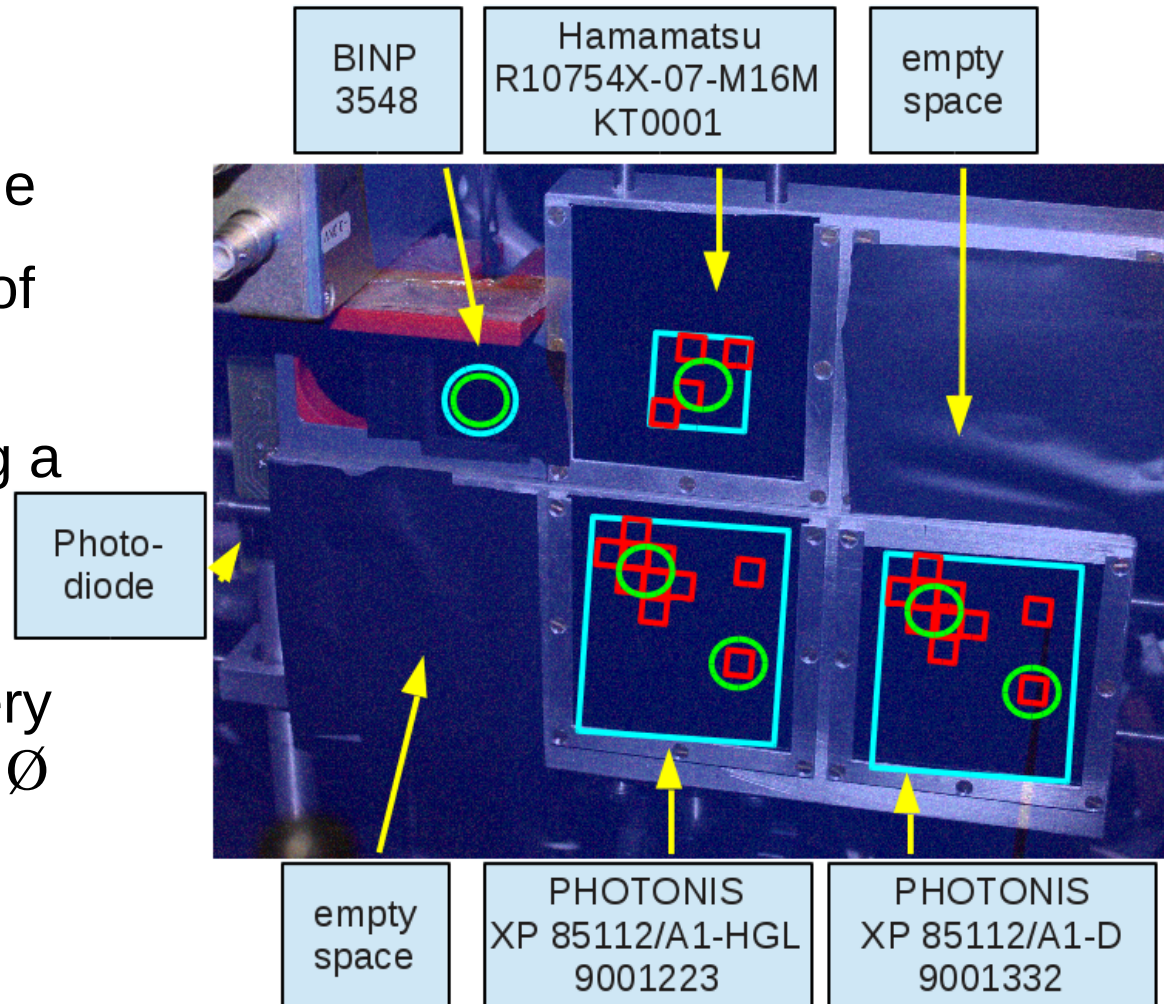 BINP
3548
Hamamatsu
R10754X-07-M16M
KT0001
empty
space
e
of
g a
Photo-
diode
ery
Ø
empty
space
PHOTONIS
XP 85112/A1-HGL
9001223
PHOTONIS
XP 85112/A1-D
9001332